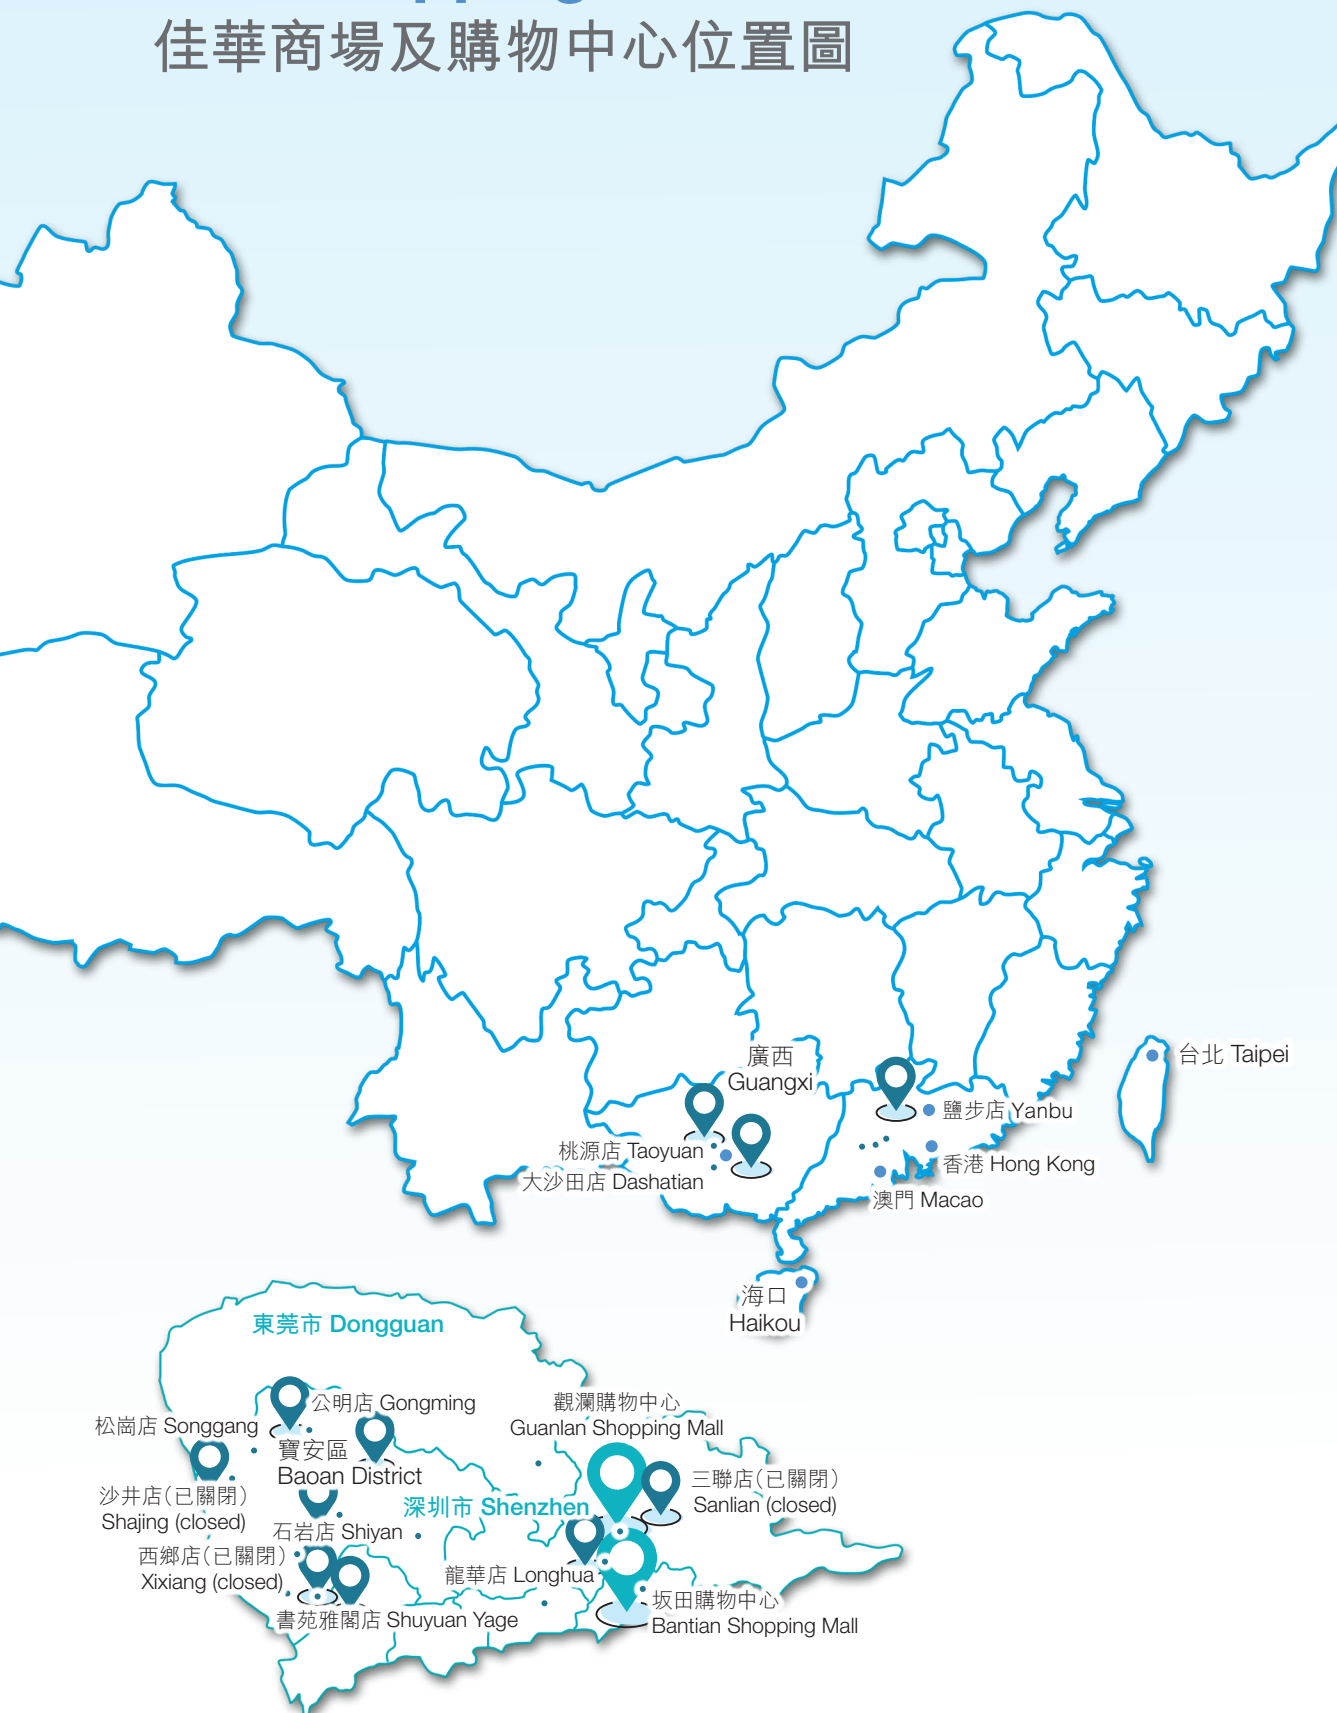 佳華商場及購物中心位置圖
廣西
Guangxi
台北 Taipei
鹽步店 Yanbu
桃源店 Taoyuan
大沙田店 Dashatian
香港 Hong Kong
澳門 Macao
海口
Haikou
東莞市 Dongguan
公明店 Gongming
松崗店 Songgang
寶安區
Baoan District
觀瀾購物中心
Guanlan Shopping Mall
三聯店(已關閉)
Sanlian (closed)
沙井店(已關閉)
Shajing (closed)
深圳市 Shenzhen
石岩店 Shiyan
西鄉店(已關閉)
Xixiang (closed)
龍華店 Longhua
書苑雅閣店 Shuyuan Yage
坂田購物中心
Bantian Shopping Mall